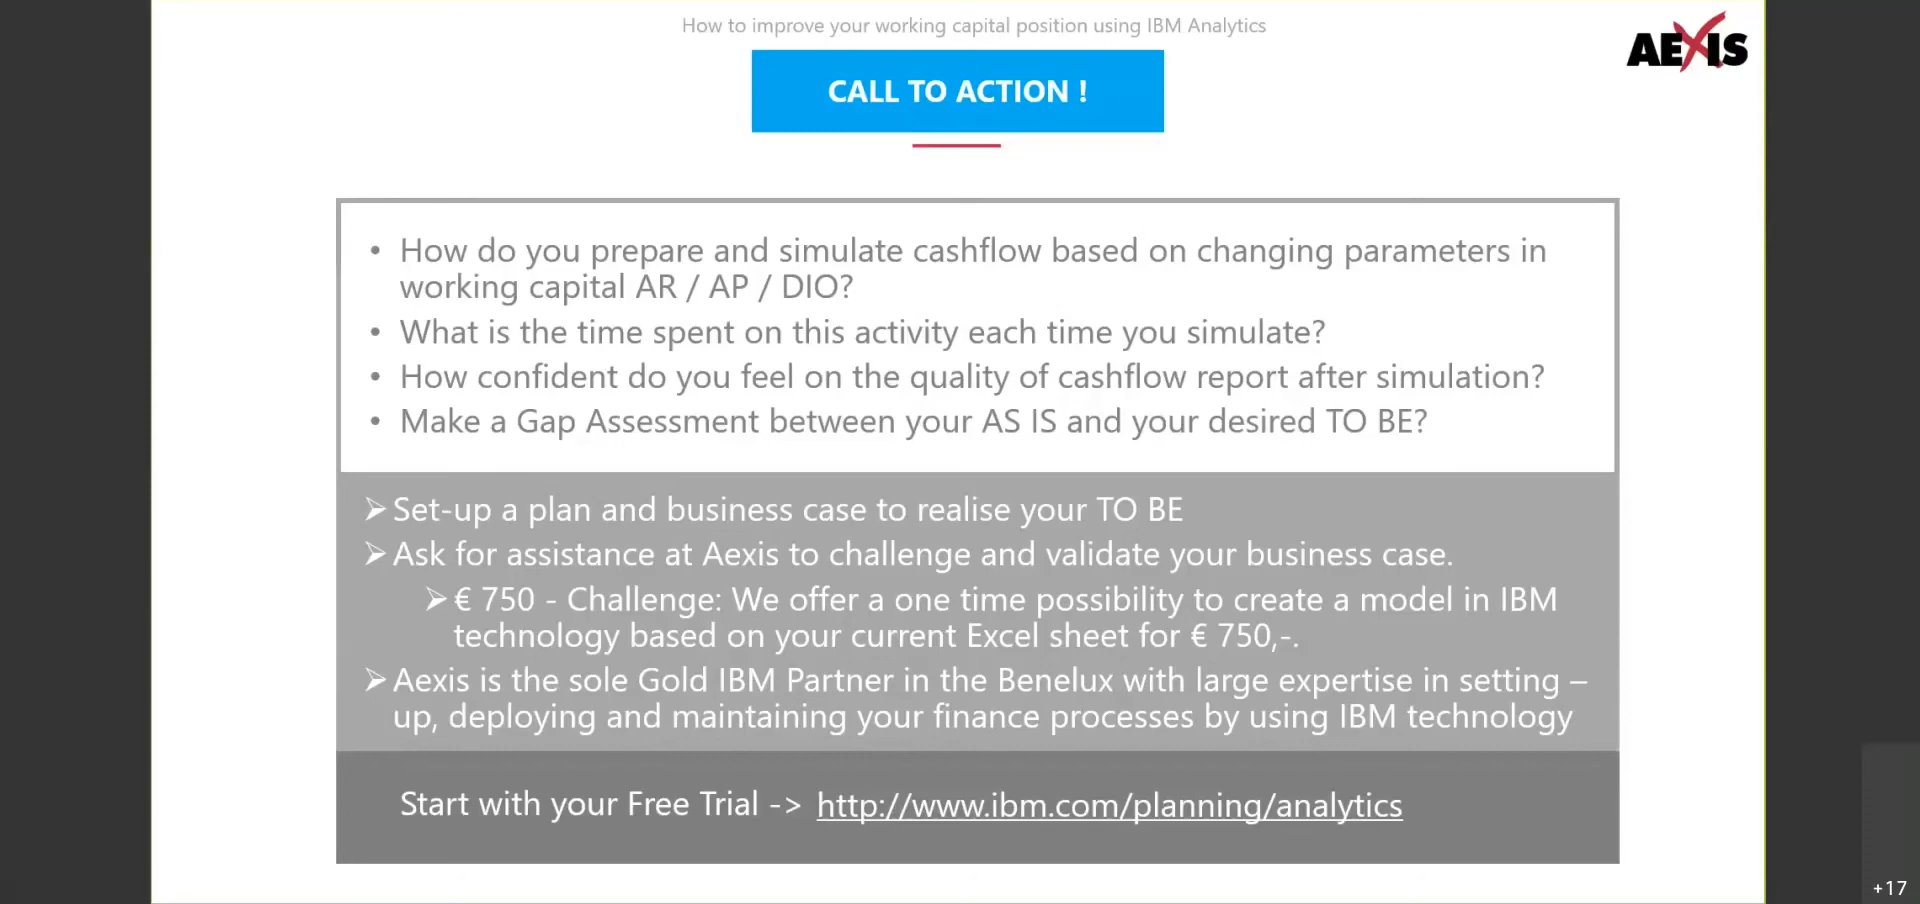 How to improve your working capital position using IBM Analytics
AEXIS
CALL TO ACTION !
• How do you prepare and simulate cashflow based on changing parameters in
working capital AR / AP / DIO?
• What is the time spent on this activity each time you simulate?
• How confident do you feel on the quality of cashflow report after simulation?
• Make a Gap Assessment between your AS IS and your desired TO BE?
➢ Set-up a plan and business case to realise your TO BE
➢ Ask for assistance at Aexis to challenge and validate your business case.
➢ € 750 - Challenge: We offer a one time possibility to create a model in IBM
technology based on your current Excel sheet for € 750,-.
➢ Aexis is the sole Gold IBM Partner in the Benelux with large expertise in setting –
up, deploying and maintaining your finance processes by using IBM technology
Start with your Free Trial -> http://www.ibm.com/planning/analytics
+17